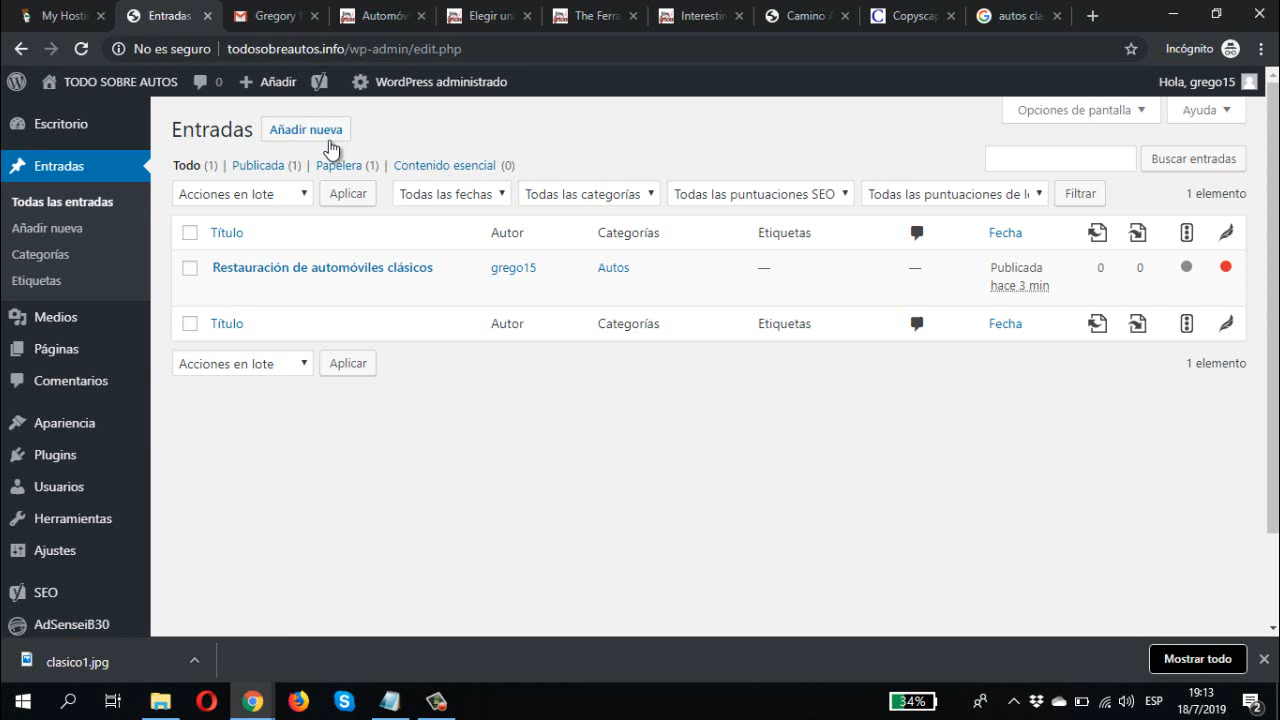 My Hosti
Entradas
Gregory
Automóv
Elegir un
The Ferra
Interestin
Camino
Copyscap
autos clá
No es seguro
todosobreautos.info/wp-admin/edit.php
Incógnito
TODO SOBRE AUTOS
0
Añadir
WordPress administrado
Hola, grego15
Escritorio
Entradas
Todas las entradas
Añadir nueva
Categorías
Etiquetas
Medios
Páginas
Comentarios
Apariencia
Plugins
Usuarios
Herramientas
Ajustes
SEO
AdSenseiB30
Opciones de pantalla
Ayuda
Entradas
Añadir nueva
Todo (1) | Publicada (1) | Papelera (1) | Contenido esencial (0)
Buscar entradas
Acciones en lote
Aplicar
Todas las fechas
Todas las categorías
Todas las puntuaciones SEO
Todas las puntuaciones de l
Filtrar
1 elemento
Título
Autor
Categorías
Etiquetas
Fecha
Restauración de automóviles clásicos
grego15
Autos
—
—
Publicada
hace 3 min
0
0
Título
Autor
Categorías
Etiquetas
Fecha
Acciones en lote
Aplicar
1 elemento
clasico1.jpg
Mostrar todo
34%
ESP
19:13
18/7/2019
2